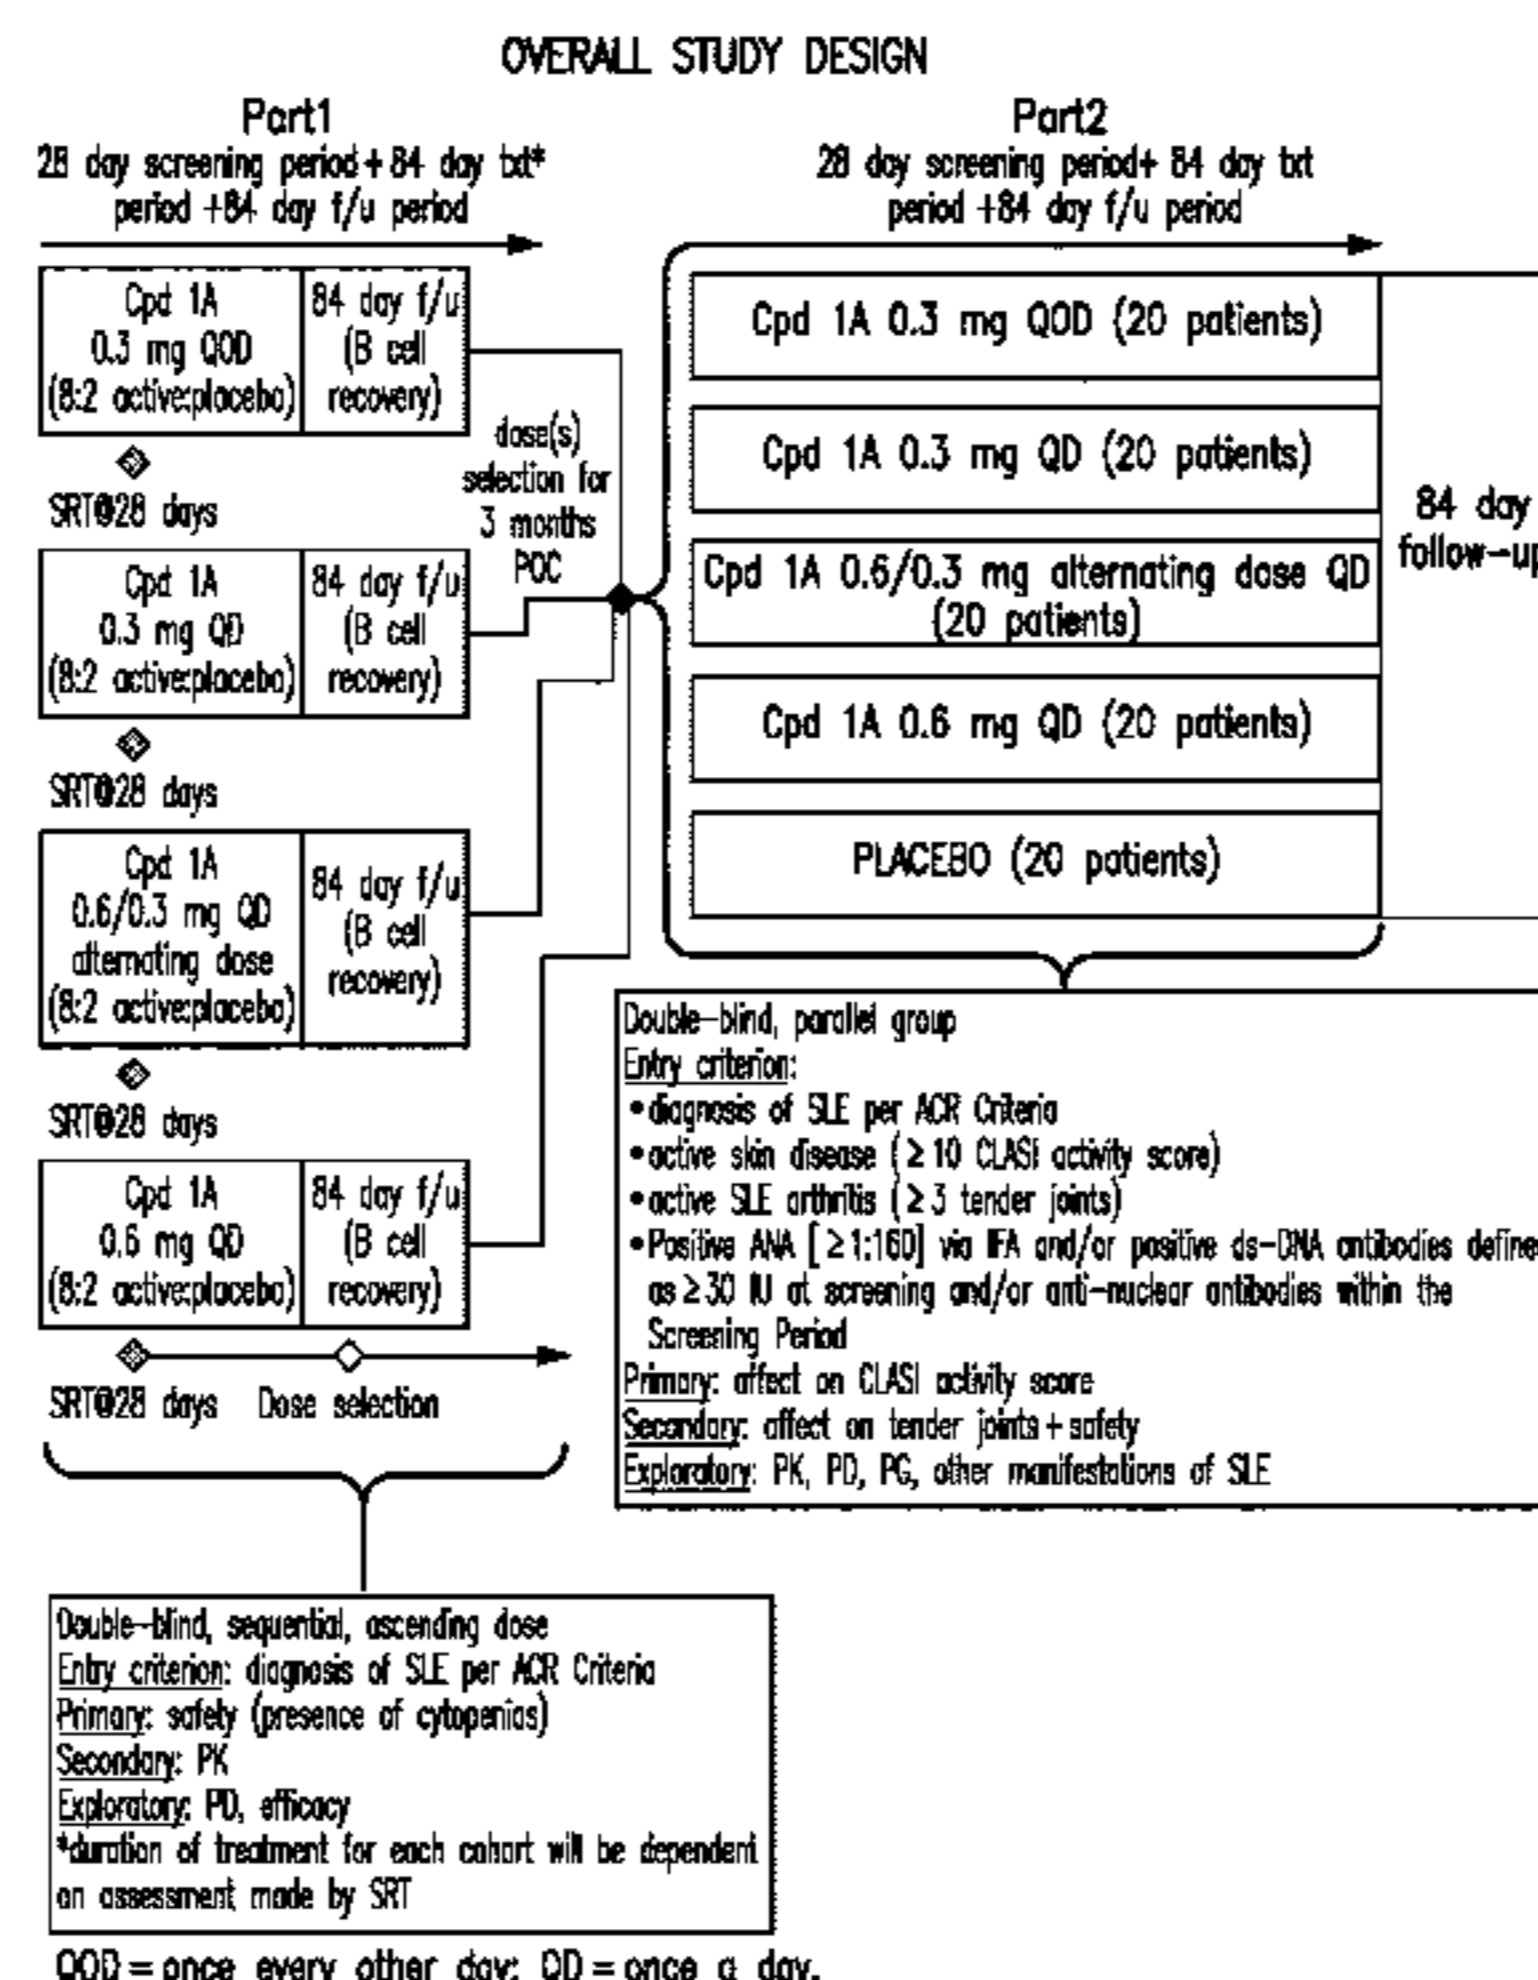 OVERALL STUDY DESIGN
Part1
28 day screening period+84 day txt*
period +84 day f/u period
Cpd 1A
0.3 mg QOD
(8:2 active:placebo)
84 day f/u
(B cell
recovery)
SRT@28 days
Cpd 1A
0.3 mg QD
(8:2 active:placebo)
84 day f/u
(B cell
recovery)
SRT@28 days
Cpd 1A
0.6/0.3 mg QD
alternating dose
(8:2 active:placebo)
84 day f/u
(B cell
recovery)
SRT@28 days
Cpd 1A
0.6 mg QD
(8:2 active:placebo)
84 day f/u
(B cell
recovery)
SRT@28 days
Dose selection
dose(s)
selection for
3 months
POC
Part2
28 day screening period+ 84 day txt
period +84 day f/u period
Cpd 1A 0.3 mg QOD (20 patients)
Cpd 1A 0.3 mg QD (20 patients)
Cpd 1A 0.6/0.3 mg alternating dose QD
(20 patients)
Cpd 1A 0.6 mg QD (20 patients)
PLACEBO (20 patients)
84 day
follow-up
Double-blind, parallel group
Entry criterion:
•diagnosis of SLE per ACR Criteria
•active skin disease (≥10 CLASI activity score)
•active SLE arthritis (≥3 tender joints)
•Positive ANA [≥1:160] via IFA and/or positive ds-DNA antibodies define
as ≥30 IU at screening and/or anti-nuclear antibodies within the
Screening Period
Primary: affect on CLASI activity score
Secondary: affect on tender joints+safety
Exploratory: PK, PD, PG, other manifestations of SLE
Double-blind, sequential, ascending dose
Entry criterion: diagnosis of SLE per ACR Criteria
Primary: safety (presence of cytopenias)
Secondary: PK
Exploratory: PD, efficacy
*duration of treatment for each cohort will be dependent
on assessment made by SRT
QOD=once every other day; QD=once a day.